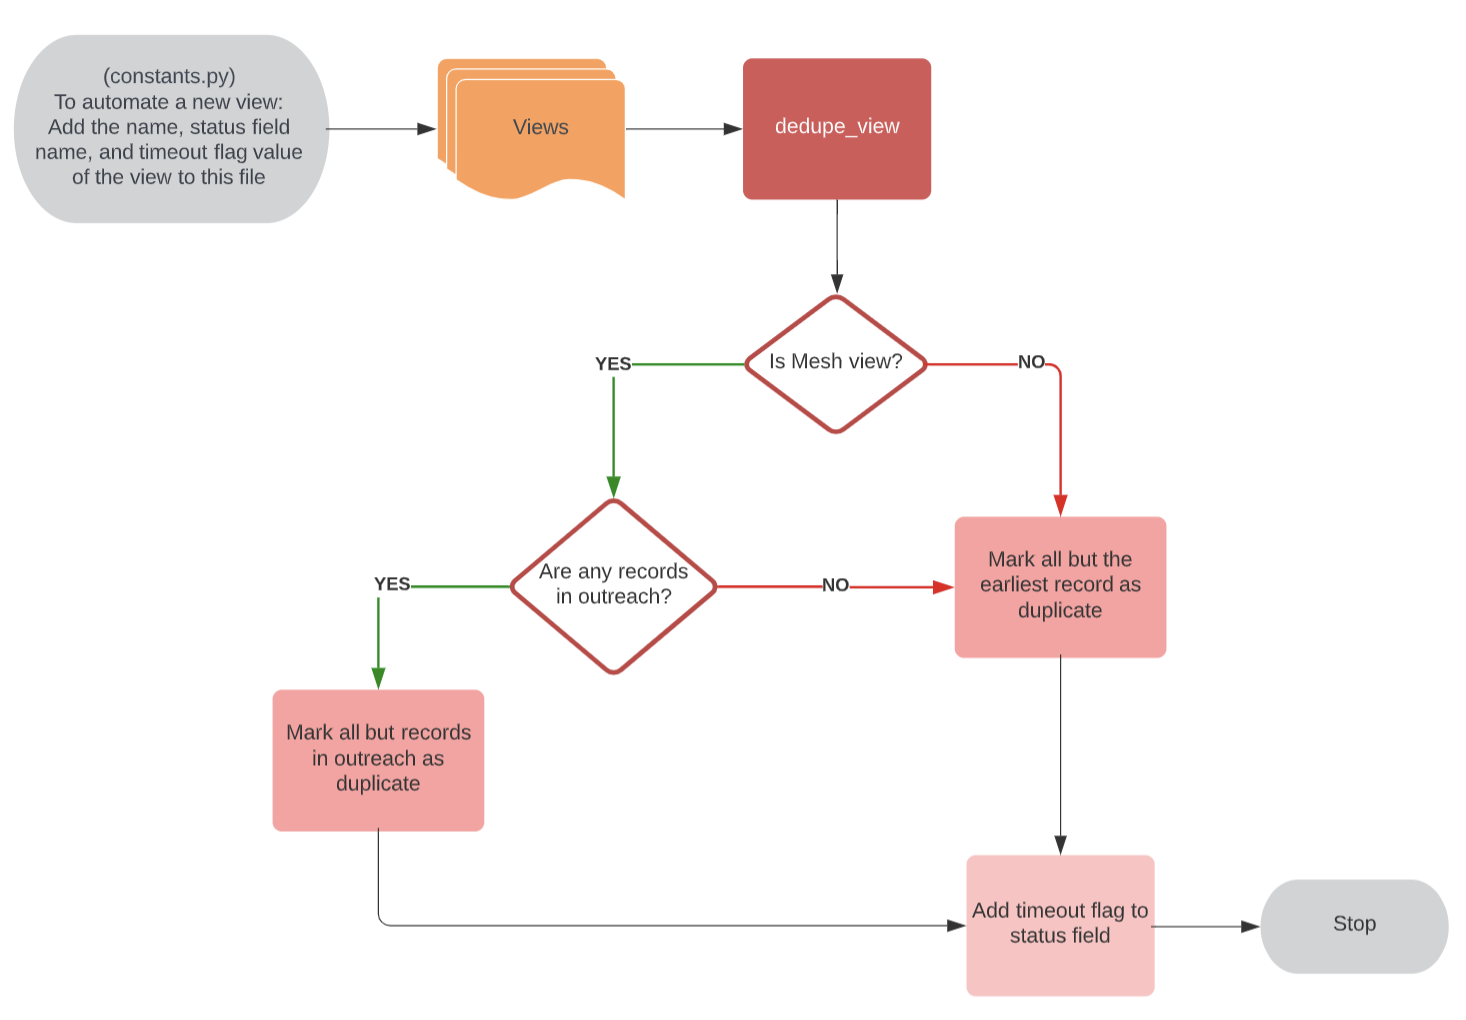 (constants.py)
To automate a new view:
Add the name, status field
name, and timeout flag value
of the view to this file
Views
dedupe_view
Is Mesh view?
YES
NO
Are any records
in outreach?
YES
NO
Mark all but the
earliest record as
duplicate
Mark all but records
in outreach as
duplicate
Add timeout flag to
status field
Stop